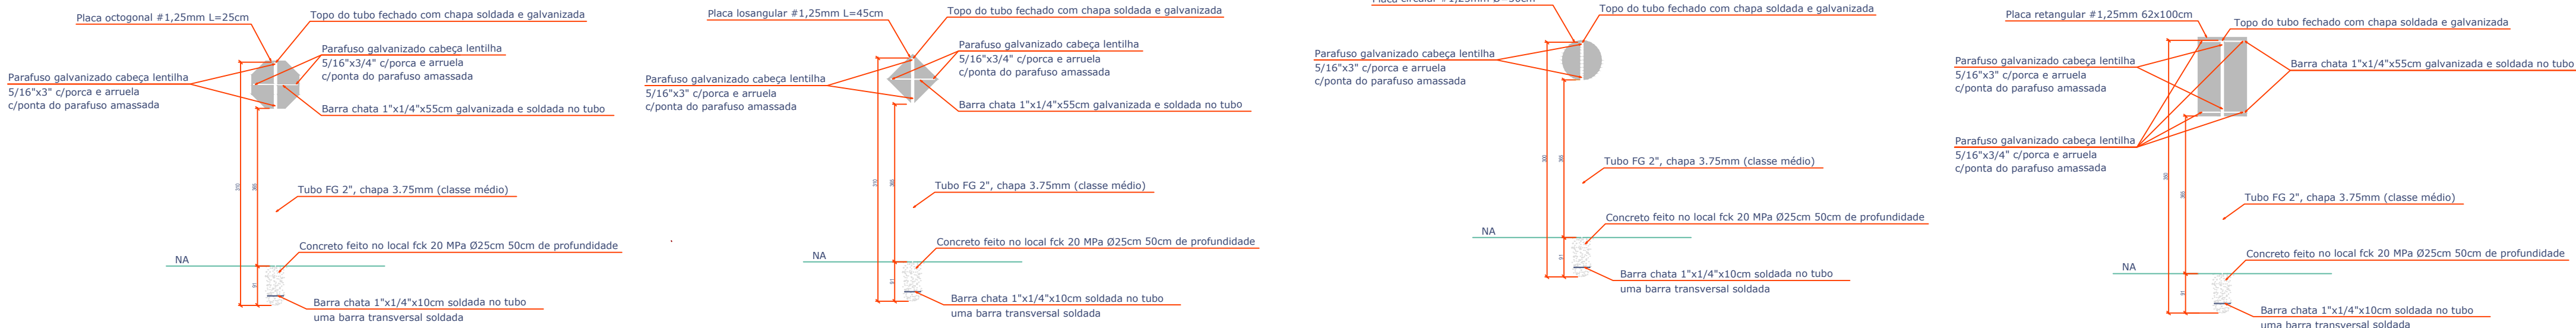 Placa octogonal #1,25mm L=25cm
Topo do tubo fechado com chapa soldada e galvanizada
Parafuso galvanizado cabeça lentilha
5/16"x3/4" c/porca e arruela
c/ponta do parafuso amassada
Parafuso galvanizado cabeça lentilha
5/16"x3" c/porca e arruela
c/ponta do parafuso amassada
Barra chata 1"x1/4"x55cm galvanizada e soldada no tubo
Tubo FG 2", chapa 3.75mm (classe médio)
Concreto feito no local fck 20 MPa Ø25cm 50cm de profundidade
NA
Barra chata 1"x1/4"x10cm soldada no tubo
uma barra transversal soldada
Placa losangular #1,25mm L=45cm
Topo do tubo fechado com chapa soldada e galvanizada
Parafuso galvanizado cabeça lentilha
5/16"x3/4" c/porca e arruela
c/ponta do parafuso amassada
Parafuso galvanizado cabeça lentilha
5/16"x3" c/porca e arruela
c/ponta do parafuso amassada
Barra chata 1"x1/4"x55cm galvanizada e soldada no tubo
Tubo FG 2", chapa 3.75mm (classe médio)
Concreto feito no local fck 20 MPa Ø25cm 50cm de profundidade
NA
Barra chata 1"x1/4"x10cm soldada no tubo
uma barra transversal soldada
Placa circular #1,25mm Ø=50cm
Topo do tubo fechado com chapa soldada e galvanizada
Parafuso galvanizado cabeça lentilha
5/16"x3" c/porca e arruela
c/ponta do parafuso amassada
Tubo FG 2", chapa 3.75mm (classe médio)
Concreto feito no local fck 20 MPa Ø25cm 50cm de profundidade
NA
Barra chata 1"x1/4"x10cm soldada no tubo
uma barra transversal soldada
Placa retangular #1,25mm 62x100cm
Topo do tubo fechado com chapa soldada e galvanizada
Parafuso galvanizado cabeça lentilha
5/16"x3" c/porca e arruela
c/ponta do parafuso amassada
Barra chata 1"x1/4"x55cm galvanizada e soldada no tubo
Parafuso galvanizado cabeça lentilha
5/16"x3/4" c/porca e arruela
c/ponta do parafuso amassada
Tubo FG 2", chapa 3.75mm (classe médio)
Concreto feito no local fck 20 MPa Ø25cm 50cm de profundidade
NA
Barra chata 1"x1/4"x10cm soldada no tubo
uma barra transversal soldada